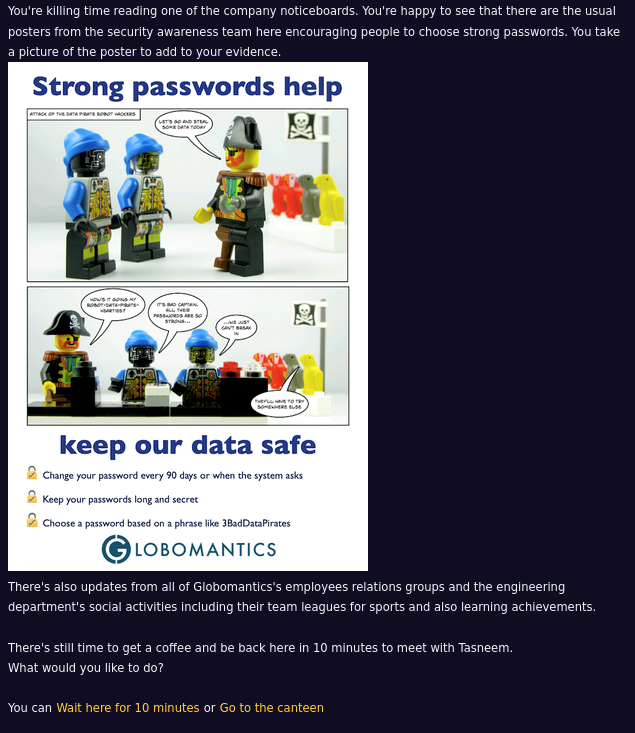 You're killing time reading one of the company noticeboards. You're happy to see that there are the usual
posters from the security awareness team here encouraging people to choose strong passwords. You take
a picture of the poster to add to your evidence.
Strong passwords help
ATTACK OF THE DATA PIRATE ROBOT HACKERS
LET'S GO AND STEAL
SOME DATA TODAY
HOW'S IT GOING MY
ROBOT-DATA-PIRATE-
HEARTIES?
IT'S BAD CAPTAIN.
ALL THEIR
PASSWORDS ARE SO
STRONG...
...WE JUST
CAN'T BREAK
IN
THEY'LL HAVE TO TRY
SOMEWHERE ELSE
keep our data safe
Change your password every 90 days or when the system asks
Keep your passwords long and secret
Choose a password based on a phrase like 3BadDataPirates
GLOBOMANTICS
There's also updates from all of Globomantics's employees relations groups and the engineering
department's social activities including their team leagues for sports and also learning achievements.
There's still time to get a coffee and be back here in 10 minutes to meet with Tasneem.
What would you like to do?
You can Wait here for 10 minutes or Go to the canteen